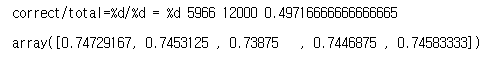 correct/total=%d/%d = %d 5966 12000 0.49716666666666665
array([0.74729167, 0.7453125 , 0.73875   , 0.7446875 , 0.74583333])